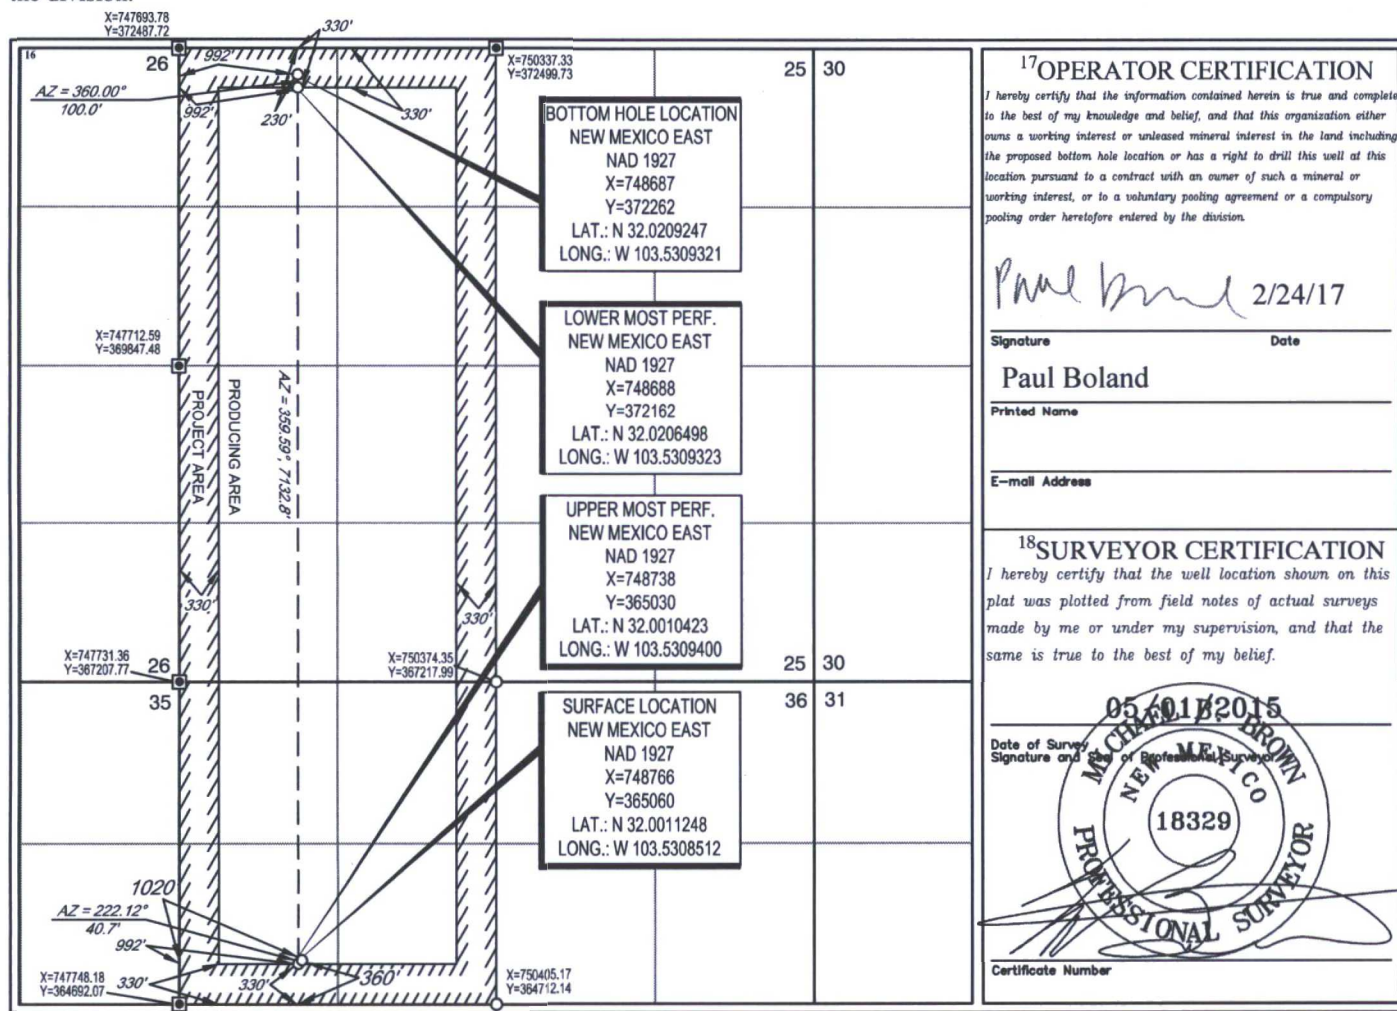 the division.
X=747693.78
Y=372487.72
330'
16
26
992'
X=750337.33
Y=372499.73
25 30
AZ = 360.00°
100.0'
992'
230'
330'
BOTTOM HOLE LOCATION
NEW MEXICO EAST
NAD 1927
X=748687
Y=372262
LAT.: N 32.0209247
LONG.: W 103.5309321
X=747712.59
Y=369847.48
LOWER MOST PERF.
NEW MEXICO EAST
NAD 1927
X=748688
Y=372162
LAT.: N 32.0206498
LONG.: W 103.5309323
PROJECT AREA
PRODUCING AREA
AZ = 359.59°, 7132.8'
UPPER MOST PERF.
NEW MEXICO EAST
NAD 1927
X=748738
Y=365030
LAT.: N 32.0010423
LONG.: W 103.5309400
330'
330'
X=747731.36
Y=367207.77
26
35
X=750374.35
Y=367217.99
25 30
36 31
SURFACE LOCATION
NEW MEXICO EAST
NAD 1927
X=748766
Y=365060
LAT.: N 32.0011248
LONG.: W 103.5308512
1020
AZ = 222.12°
40.7'
992'
X=747748.18
Y=364692.07
330'
330'
360'
X=750405.17
Y=364712.14
17 OPERATOR CERTIFICATION
I hereby certify that the information contained herein is true and complete
to the best of my knowledge and belief, and that this organization either
owns a working interest or unleased mineral interest in the land including
the proposed bottom hole location or has a right to drill this well at this
location pursuant to a contract with an owner of such a mineral or
working interest, or to a voluntary pooling agreement or a compulsory
pooling order heretofore entered by the division.
2/24/17
Signature Date
Paul Boland
Printed Name
E-mail Address
18 SURVEYOR CERTIFICATION
I hereby certify that the well location shown on this
plat was plotted from field notes of actual surveys
made by me or under my supervision, and that the
same is true to the best of my belief.
05/01/2015
Date of Survey
Signature and Seal of Professional Surveyor
MICHAEL BROWN
NEW MEXICO
18329
PROFESSIONAL SURVEYOR
Certificate Number